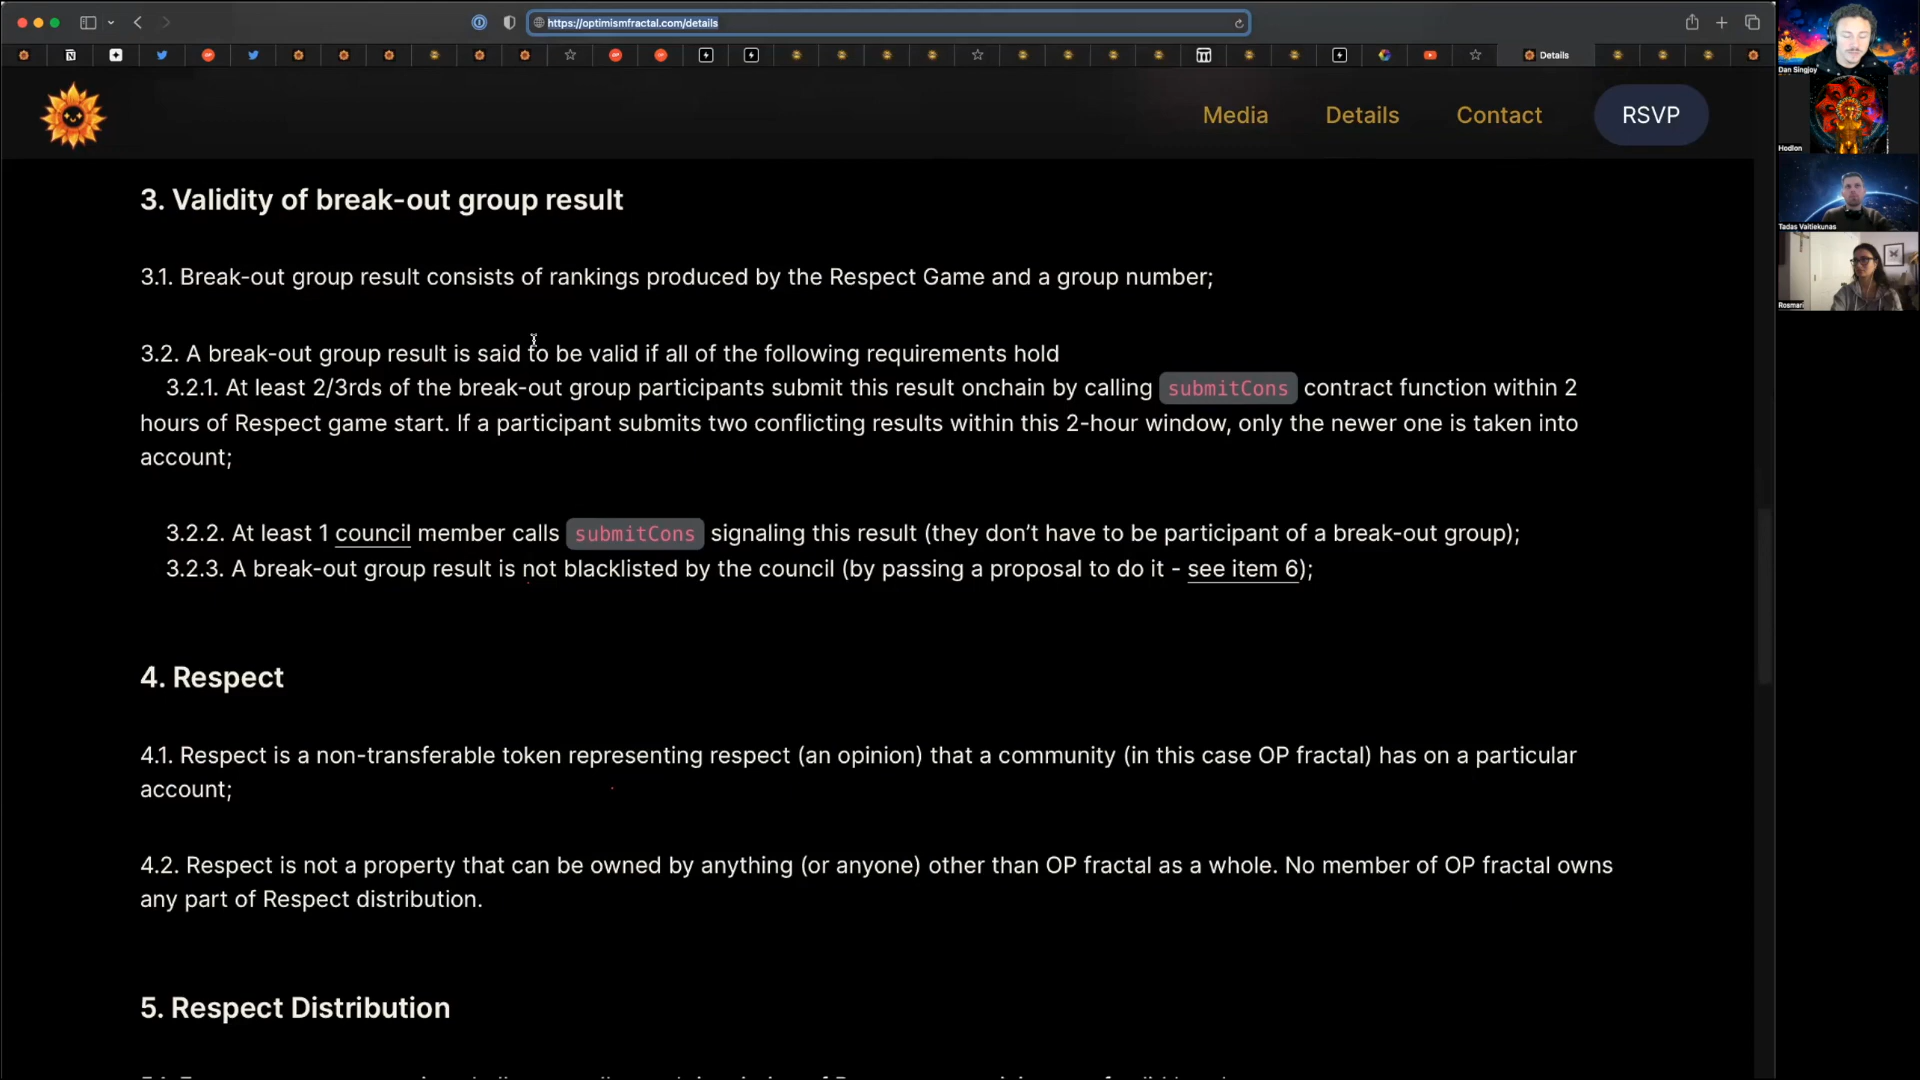 https://optimismfractal.com/details
Details
Dan Singjoy
Media
Details
Contact
RSVP
Hodlon
3. Validity of break-out group result
Tadas Vaitiekunas
3.1. Break-out group result consists of rankings produced by the Respect Game and a group number;
Rosmari
3.2. A break-out group result is said to be valid if all of the following requirements hold
3.2.1. At least 2/3rds of the break-out group participants submit this result onchain by calling submitCons contract function within 2
hours of Respect game start. If a participant submits two conflicting results within this 2-hour window, only the newer one is taken into
account;
3.2.2. At least 1 council member calls submitCons signaling this result (they don’t have to be participant of a break-out group);
3.2.3. A break-out group result is not blacklisted by the council (by passing a proposal to do it - see item 6);
4. Respect
4.1. Respect is a non-transferable token representing respect (an opinion) that a community (in this case OP fractal) has on a particular
account;
4.2. Respect is not a property that can be owned by anything (or anyone) other than OP fractal as a whole. No member of OP fractal owns
any part of Respect distribution.
5. Respect Distribution